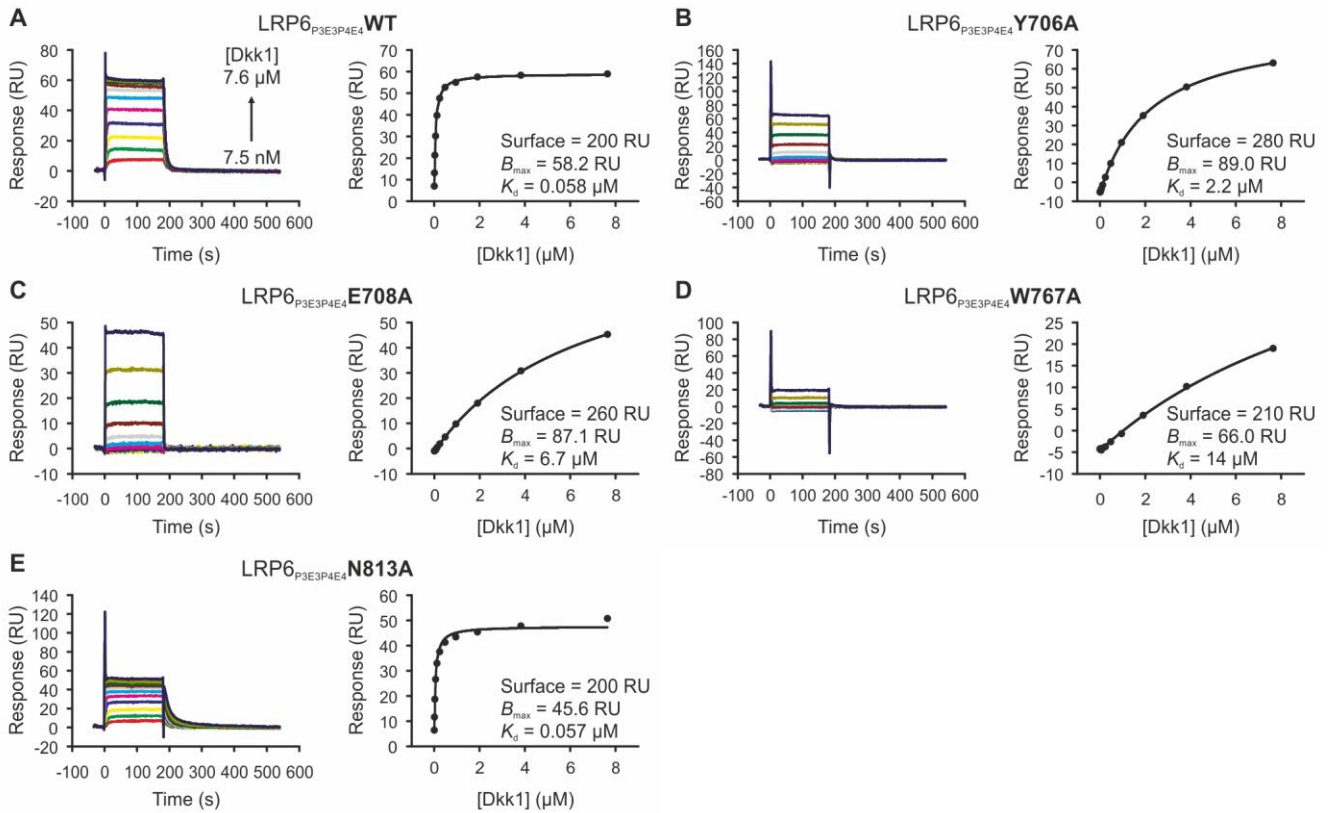 A
LRP6P3E3P4E4WT
Response (RU)
80
60
40
20
0
20
-100 0 100 200 300 400 500 600
Time (s)
[Dkk1]
7.6 µM
7.5 nM
Response (RU)
70
60
50
40
30
20
10
0
0 2 4 6 8
[Dkk1] (µM)
Surface = 200 RU
Bmax = 58.2 RU
Kd = 0.058 µM
B
LRP6P3E3P4E4Y706A
Response (RU)
160
140
120
100
80
60
40
20
0
-20
-40
-60
-100 0 100 200 300 400 500 600
Time (s)
Response (RU)
70
60
50
40
30
20
10
0
-10
0 2 4 6 8
[Dkk1] (µM)
Surface = 280 RU
Bmax = 89.0 RU
Kd = 2.2 µM
C
LRP6P3E3P4E4E708A
Response (RU)
50
40
30
20
10
0
-10
-100 0 100 200 300 400 500 600
Time (s)
Response (RU)
50
40
30
20
10
0
-10
0 2 4 6 8
[Dkk1] (µM)
Surface = 260 RU
Bmax = 87.1 RU
Kd = 6.7 µM
D
LRP6P3E3P4E4W767A
Response (RU)
100
80
60
40
20
0
-20
-40
-60
-80
-100 0 100 200 300 400 500 600
Time (s)
Response (RU)
25
20
15
10
5
0
-5
-10
0 2 4 6 8
[Dkk1] (µM)
Surface = 210 RU
Bmax = 66.0 RU
Kd = 14 µM
E
LRP6P3E3P4E4N813A
Response (RU)
140
120
100
80
60
40
20
0
-20
-100 0 100 200 300 400 500 600
Time (s)
Response (RU)
60
50
40
30
20
10
0
0 2 4 6 8
[Dkk1] (µM)
Surface = 200 RU
Bmax = 45.6 RU
Kd = 0.057 µM